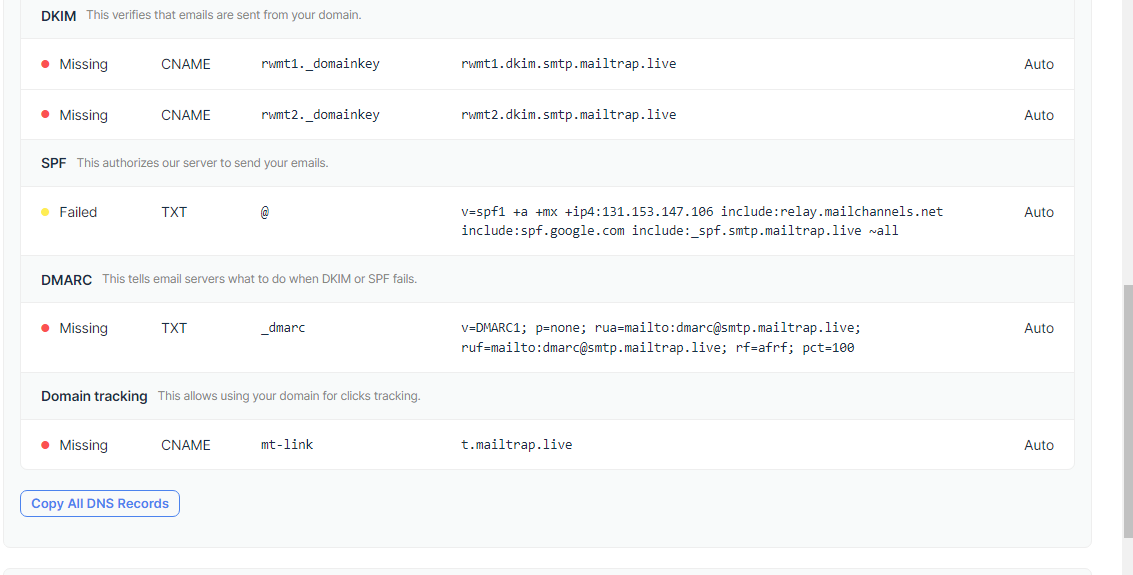 DKIM This verifies that emails are sent from your domain.
Missing CNAME rwmt1._domainkey rwmt1.dkim.smtp.mailtrap.live Auto
Missing CNAME rwmt2._domainkey rwmt2.dkim.smtp.mailtrap.live Auto
SPF This authorizes our server to send your emails.
Failed TXT @ v=spf1 +a +mx +ip4:131.153.147.106 include:relay.mailchannels.net Auto
include:spf.google.com include:_spf.smtp.mailtrap.live ~all
DMARC This tells email servers what to do when DKIM or SPF fails.
Missing TXT _dmarc v=DMARC1; p=none; rua=mailto:dmarc@smtp.mailtrap.live; Auto
ruf=mailto:dmarc@smtp.mailtrap.live; rf=afrf; pct=100
Domain tracking This allows using your domain for clicks tracking.
Missing CNAME mt-link t.mailtrap.live Auto
Copy All DNS Records